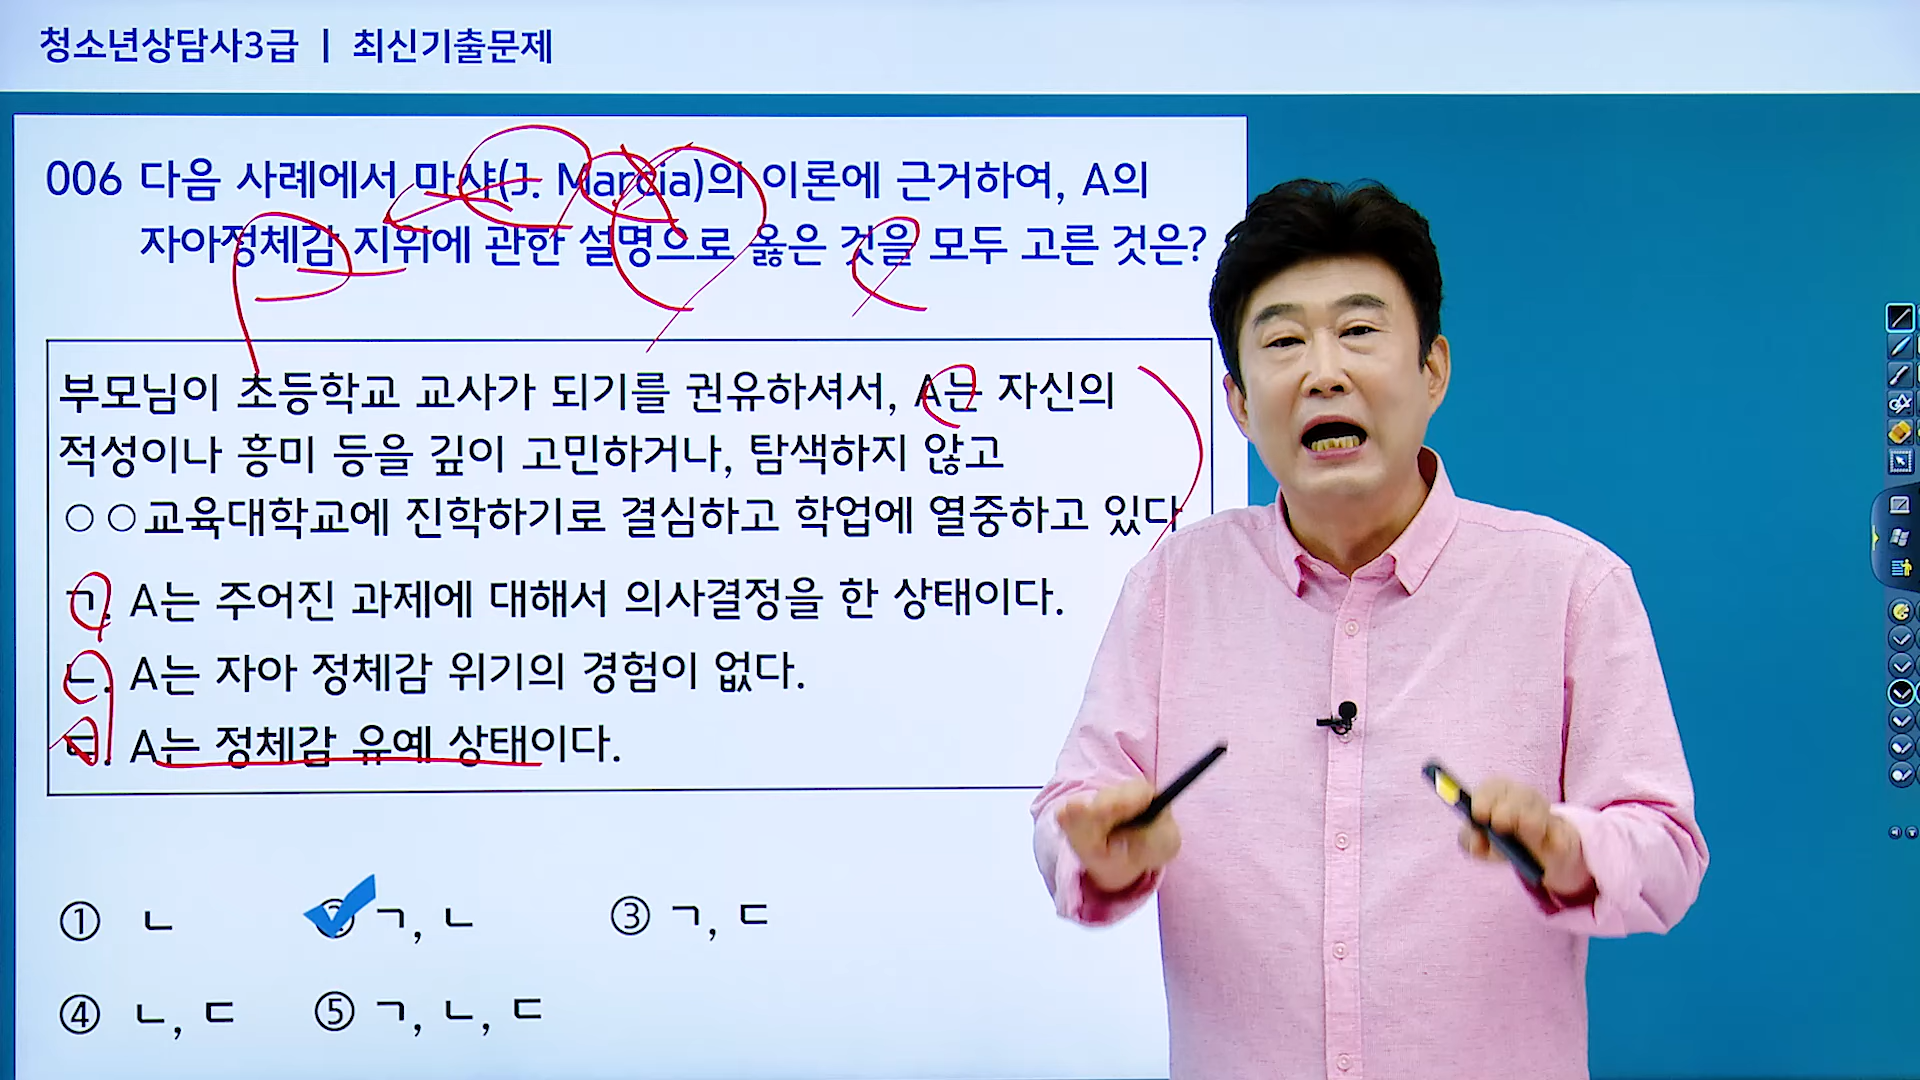 청소년상담사3급 | 최신기출문제
006 다음 사례에서 마샤(J. Marcia)의 이론에 근거하여, A의
자아정체감 지위에 관한 설명으로 옳은 것을 모두 고른 것은?
부모님이 초등학교 교사가 되기를 권유하셔서, A는 자신의
적성이나 흥미 등을 깊이 고민하거나, 탐색하지 않고
○○교육대학교에 진학하기로 결심하고 학업에 열중하고 있다
ㄱ. A는 주어진 과제에 대해서 의사결정을 한 상태이다.
ㄴ. A는 자아 정체감 위기의 경험이 없다.
ㄷ. A는 정체감 유예 상태이다.
① ㄴ ② ㄱ, ㄴ ③ ㄱ, ㄷ
④ ㄴ, ㄷ ⑤ ㄱ, ㄴ, ㄷ